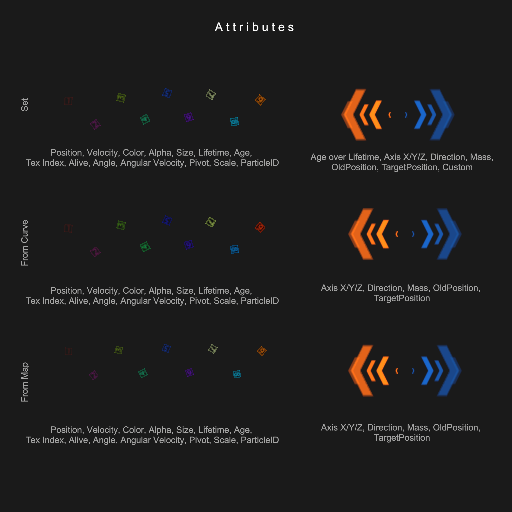 Attributes
Set
Position, Velocity, Color, Alpha, Size, Lifetime, Age,
Tex Index, Alive, Angle, Angular Velocity, Pivot, Scale, ParticleID
Age over Lifetime, Axis X/Y/Z, Direction, Mass,
OldPosition, TargetPosition, Custom
From Curve
Position, Velocity, Color, Alpha, Size, Lifetime, Age,
Tex Index, Alive, Angle, Angular Velocity, Pivot, Scale, ParticleID
Axis X/Y/Z, Direction, Mass, OldPosition,
TargetPosition
From Map
Position, Velocity, Color, Alpha, Size, Lifetime, Age,
Tex Index, Alive, Angle. Angular Velocity, Pivot, Scale, ParticleID
Axis X/Y/Z, Direction, Mass, OldPosition,
TargetPosition